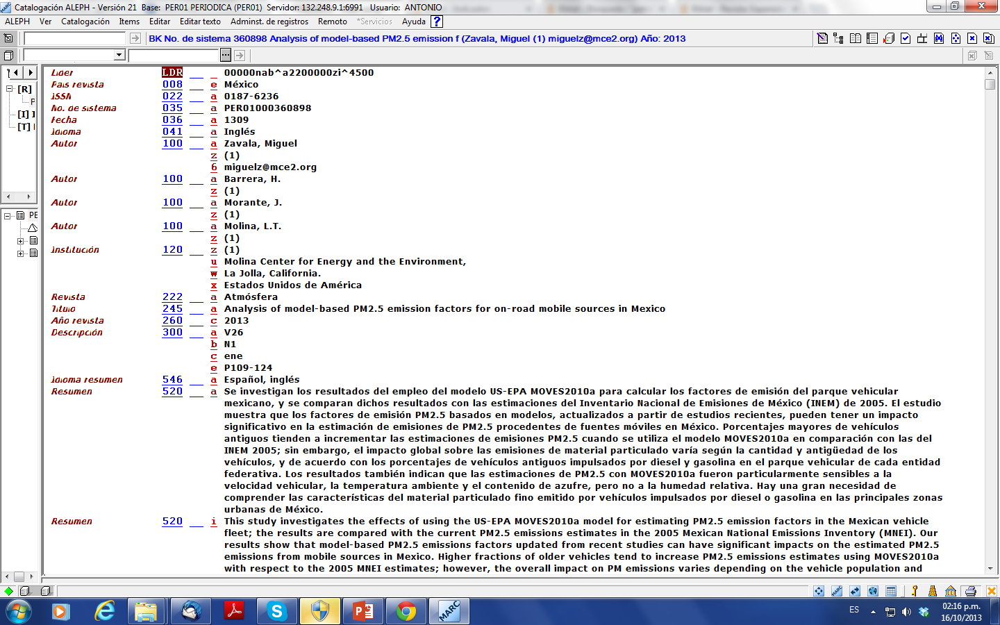 Catalogación ALEPH - Versión 21 Base: PER01 PERIODICA (PER01) Servidor: 132.248.9.1:6991 Usuario: ANTONIO
ALEPH Ver Catalogación Items Editar Editar texto Administ. de registros Remoto *Servicios Ayuda ?
BK No. de sistema 360898 Analysis of model-based PM2.5 emission f (Zavala, Miguel (1) miguelz@mce2.org) Año: 2013
[R]
P
[I]
[T]
PE
Líder LDR 00000nab^a2200000zi^4500
País revista 008 e México
ISSN 022 a 0187-6236
No. de sistema 035 a PER01000360898
Fecha 036 a 1309
Idioma 041 a Inglés
Autor 100 a Zavala, Miguel
z (1)
6 miguelz@mce2.org
Autor 100 a Barrera, H.
z (1)
Autor 100 a Morante, J.
z (1)
Autor 100 a Molina, L.T.
z (1)
Institución 120 z (1)
u Molina Center for Energy and the Environment,
w La Jolla, California.
x Estados Unidos de América
Revista 222 a Atmósfera
Título 245 a Analysis of model-based PM2.5 emission factors for on-road mobile sources in Mexico
Año revista 260 c 2013
Descripción 300 a V26
b N1
c ene
e P109-124
Idioma resumen 546 a Español, inglés
Resumen 520 a Se investigan los resultados del empleo del modelo US-EPA MOVES2010a para calcular los factores de emisión del parque vehicular
mexicano, y se comparan dichos resultados con las estimaciones del Inventario Nacional de Emisiones de México (INEM) de 2005. El estudio
muestra que los factores de emisión PM2.5 basados en modelos, actualizados a partir de estudios recientes, pueden tener un impacto
significativo en la estimación de emisiones de PM2.5 procedentes de fuentes móviles en México. Porcentajes mayores de vehículos
antiguos tienden a incrementar las estimaciones de emisiones PM2.5 cuando se utiliza el modelo MOVES2010a en comparación con las del
INEM 2005; sin embargo, el impacto global sobre las emisiones de material particulado varía según la cantidad y antigüedad de los
vehículos, y de acuerdo con los porcentajes de vehículos antiguos impulsados por diesel y gasolina en el parque vehicular de cada entidad
federativa. Los resultados también indican que las estimaciones de PM2.5 con MOVES2010a fueron particularmente sensibles a la
velocidad vehicular, la temperatura ambiente y el contenido de azufre, pero no a la humedad relativa. Hay una gran necesidad de
comprender las características del material particulado fino emitido por vehículos impulsados por diesel o gasolina en las principales zonas
urbanas de México.
Resumen 520 i This study investigates the effects of using the US-EPA MOVES2010a model for estimating PM2.5 emission factors in the Mexican vehicle
fleet; the results are compared with the current PM2.5 emissions estimates in the 2005 Mexican National Emissions Inventory (MNEI). Our
results show that model-based PM2.5 emissions factors updated from recent studies can have significant impacts on the estimated PM2.5
emissions from mobile sources in Mexico. Higher fractions of older vehicles tend to increase PM2.5 emissions estimates using MOVES2010a
with respect to the 2005 MNEI estimates; however, the overall impact on PM emissions varies depending on the vehicle population and
MARC
ES
02:16 p.m.
16/10/2013